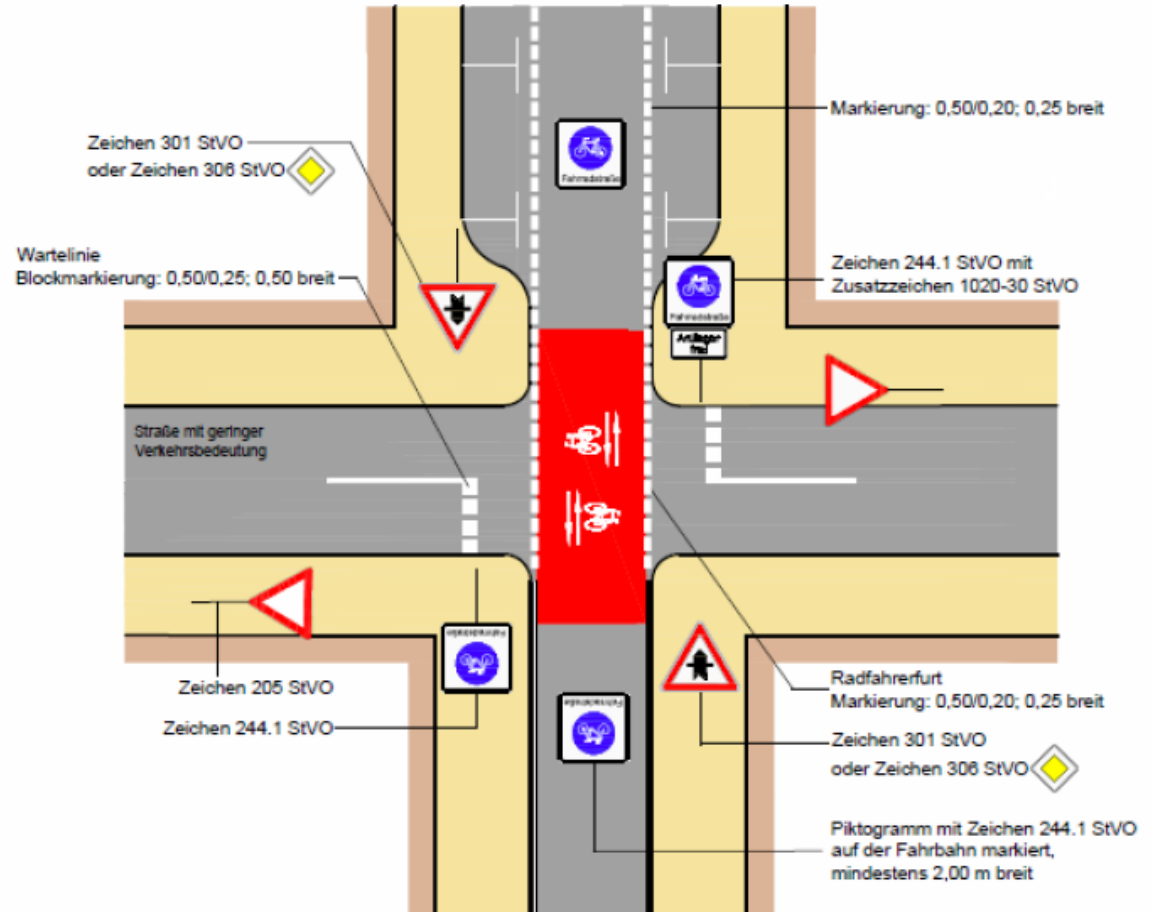 Markierung: 0,50/0,20; 0,25 breit
Zeichen 301 StVO
oder Zeichen 306 StVO
Fahrradstraße
Wartelinie
Blockmarkierung: 0,50/0,25; 0,50 breit
Zeichen 244.1 StVO mit
Zusatzzeichen 1020-30 StVO
Fahrradstraße
Anlieger
frei
Straße mit geringer
Verkehrsbedeutung
Fahrradstraße
Zeichen 205 StVO
Zeichen 244.1 StVO
Fahrradstraße
Radfahrerfurt
Markierung: 0,50/0,20; 0,25 breit
Zeichen 301 StVO
oder Zeichen 306 StVO
Piktogramm mit Zeichen 244.1 StVO
auf der Fahrbahn markiert,
mindestens 2,00 m breit